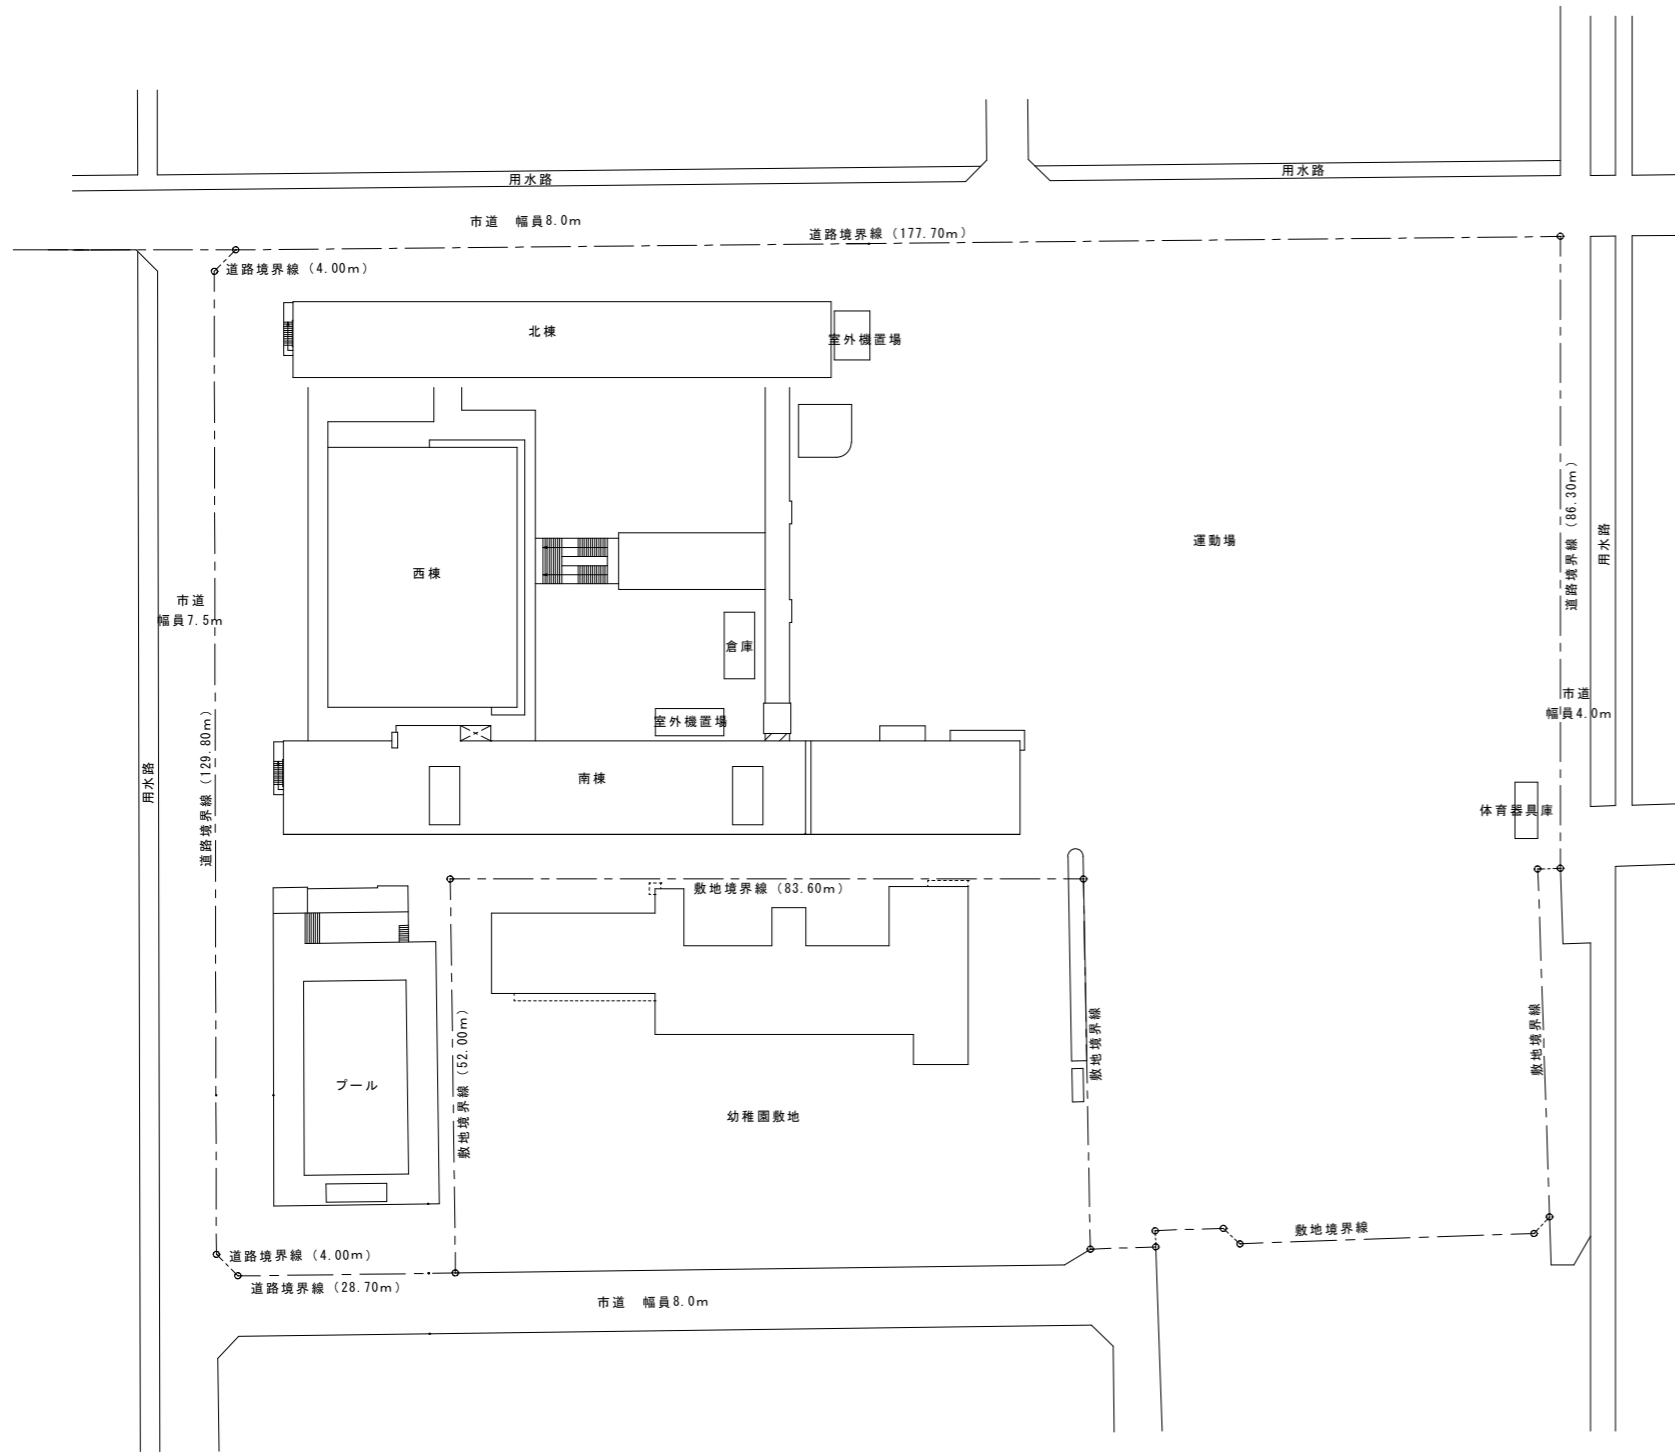 用水路
用水路
市道　幅員8.0m
道路境界線（177.70m）
道路境界線（4.00m）
北棟
室外機置場
道路境界線（86.30m）
用水路
運動場
西棟
市道
幅員7.5m
倉庫
室外機置場
市道
幅員4.0m
道路境界線（129.80m）
用水路
南棟
体育器具庫
敷地境界線（83.60m）
敷地境界線（52.00m）
敷地境界線
敷地境界線
プール
幼稚園敷地
敷地境界線
道路境界線（4.00m）
道路境界線（28.70m）
市道　幅員8.0m